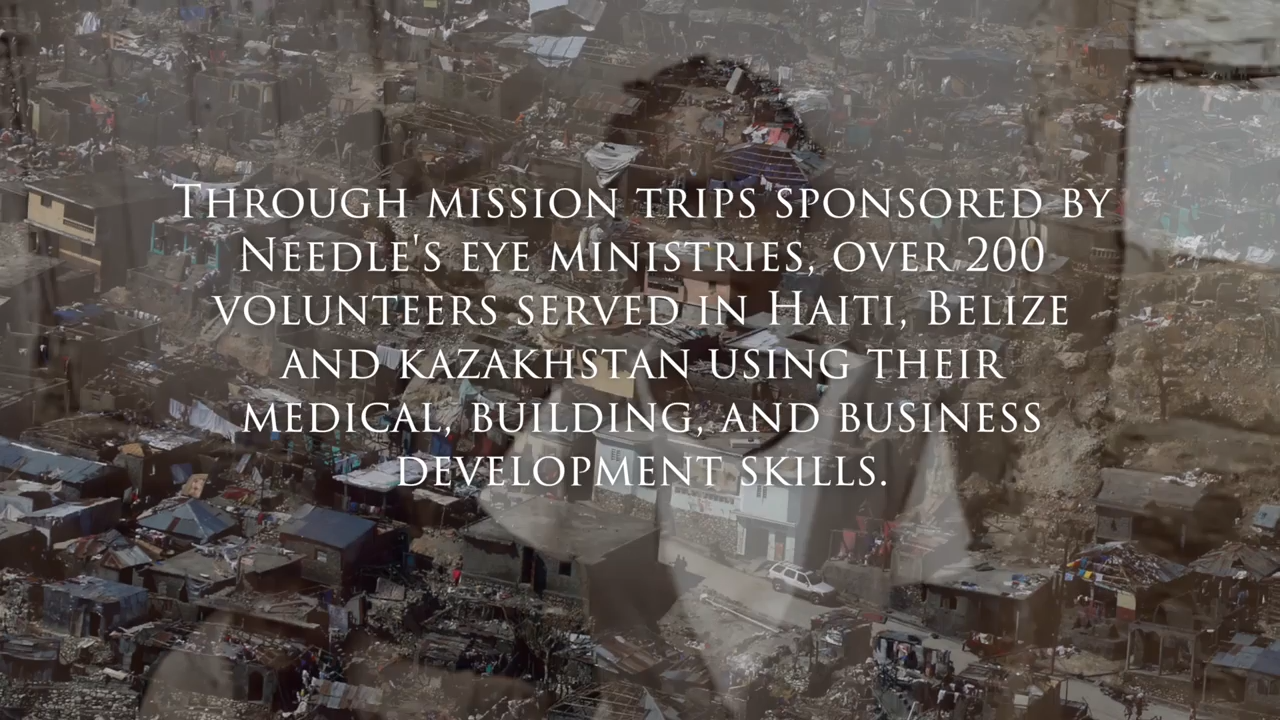 Through mission trips sponsored by
Needle's eye ministries, over 200
volunteers served in Haiti, Belize
and kazakhstan using their
medical, building, and business
development skills.